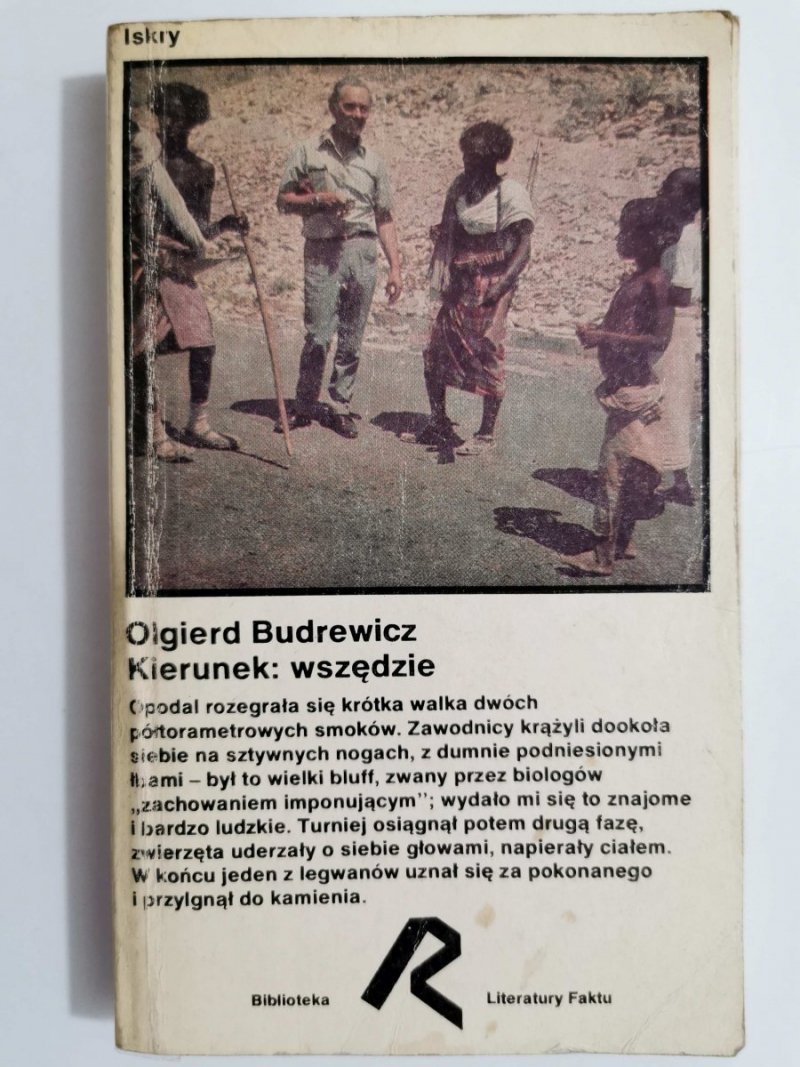 Iskry
Olgierd Budrewicz
Kierunek: wszędzie
Opodal rozegrała się krótka walka dwóch
półtorametrowych smoków. Zawodnicy krążyli dookoła
siebie na sztywnych nogach, z dumnie podniesionymi
łbami – był to wielki bluff, zwany przez biologów
„zachowaniem imponującym”; wydało mi się to znajome
i bardzo ludzkie. Turniej osiągnął potem drugą fazę,
zwierzęta uderzały o siebie głowami, napierały ciałem.
W końcu jeden z legwanów uznał się za pokonanego
i przylgnął do kamienia.
Biblioteka R Literatury Faktu